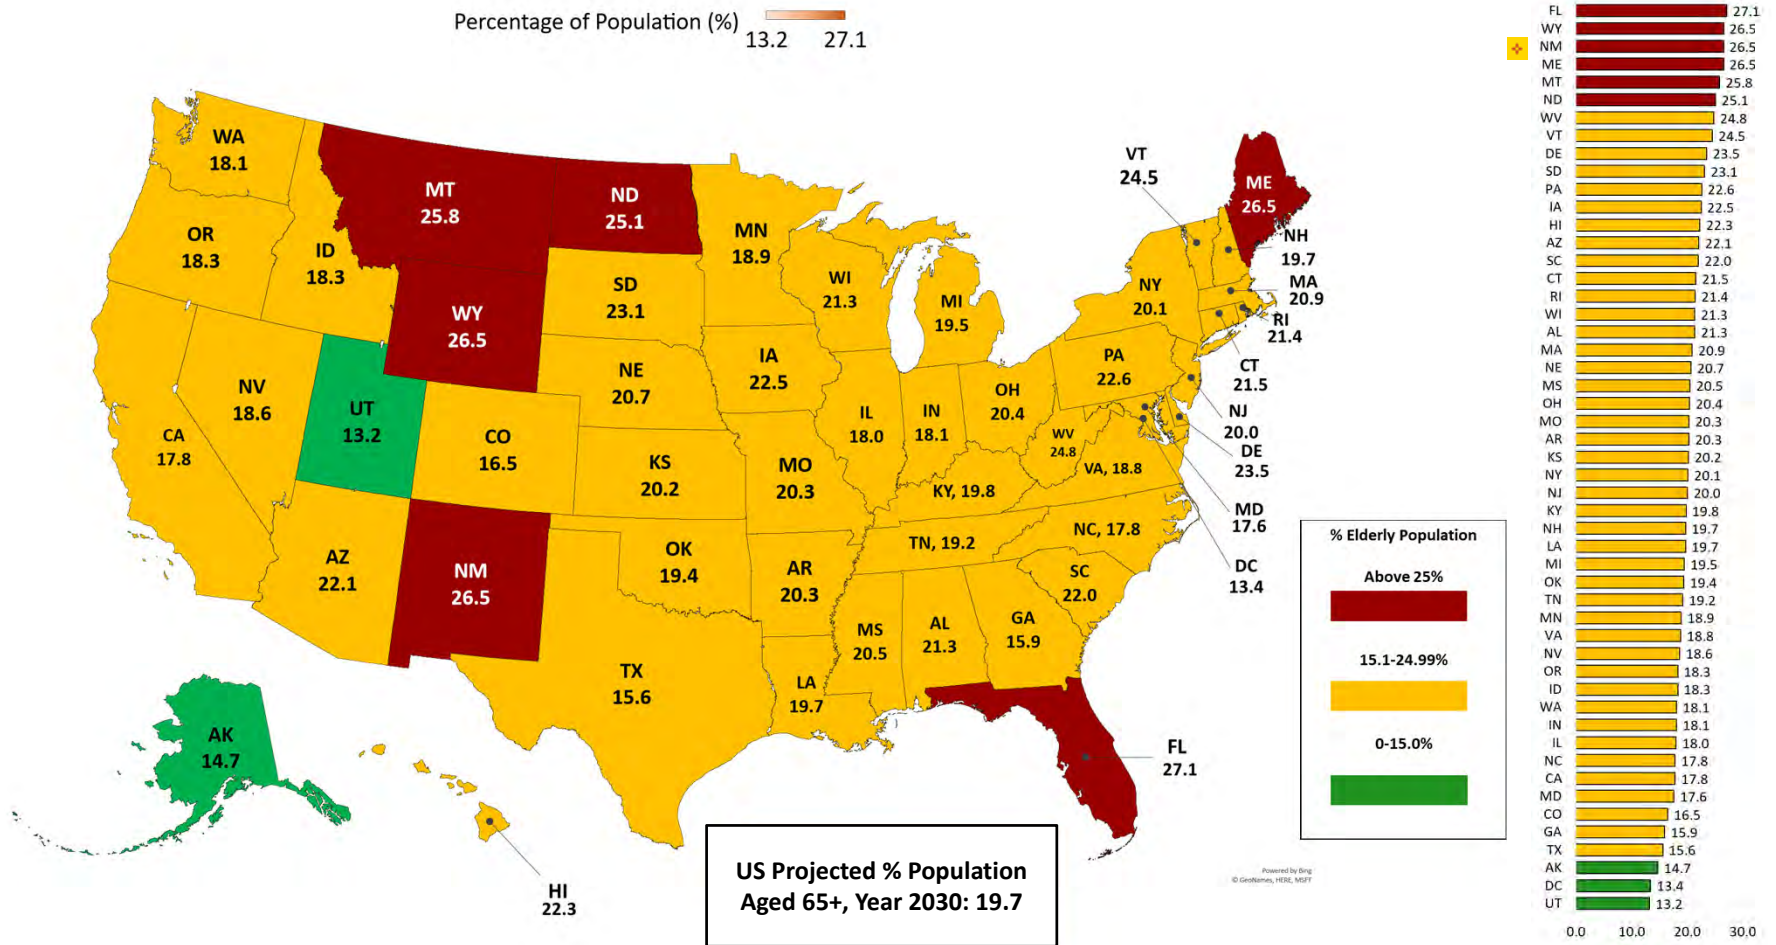 Percentage of Population (%)
13.2 27.1
WA
18.1
OR
18.3
ID
18.3
MT
25.8
ND
25.1
MN
18.9
WY
26.5
SD
23.1
WI
21.3
MI
19.5
NY
20.1
VT
24.5
ME
26.5
NH
19.7
MA
20.9
RI
21.4
CT
21.5
NJ
20.0
DE
23.5
MD
17.6
DC
13.4
CA
17.8
NV
18.6
UT
13.2
CO
16.5
NE
20.7
IA
22.5
IL
18.0
IN
18.1
OH
20.4
PA
22.6
WV
24.8
VA, 18.8
KS
20.2
MO
20.3
KY, 19.8
TN, 19.2
NC, 17.8
SC
22.0
AZ
22.1
NM
26.5
OK
19.4
AR
20.3
MS
20.5
AL
21.3
GA
15.9
TX
15.6
LA
19.7
FL
27.1
AK
14.7
HI
22.3
US Projected % Population
Aged 65+, Year 2030: 19.7
Powered by Bing
© GeoNames, HERE, MSFT
% Elderly Population
Above 25%
15.1-24.99%
0-15.0%
FL 27.1
WY 26.5
NM 26.5
ME 26.5
MT 25.8
ND 25.1
WV 24.8
VT 24.5
DE 23.5
SD 23.1
PA 22.6
IA 22.5
HI 22.3
AZ 22.1
SC 22.0
CT 21.5
RI 21.4
WI 21.3
AL 21.3
MA 20.9
NE 20.7
MS 20.5
OH 20.4
MO 20.3
AR 20.3
KS 20.2
NY 20.1
NJ 20.0
KY 19.8
NH 19.7
LA 19.7
MI 19.5
OK 19.4
TN 19.2
MN 18.9
VA 18.8
NV 18.6
OR 18.3
ID 18.3
WA 18.1
IN 18.1
IL 18.0
NC 17.8
CA 17.8
MD 17.6
CO 16.5
GA 15.9
TX 15.6
AK 14.7
DC 13.4
UT 13.2
0.0 10.0 20.0 30.0